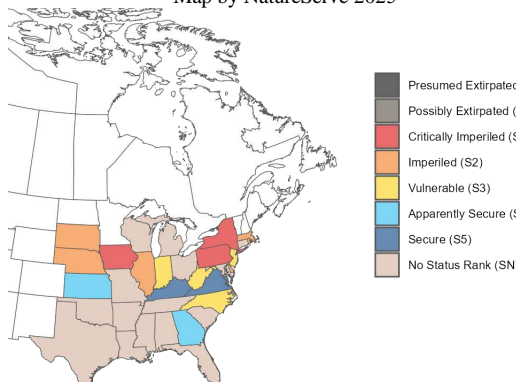 Map by NatureServe 2025
Presumed Extirpated
Possibly Extirpated (
Critically Imperiled (S
Imperiled (S2)
Vulnerable (S3)
Apparently Secure (S
Secure (S5)
No Status Rank (SN